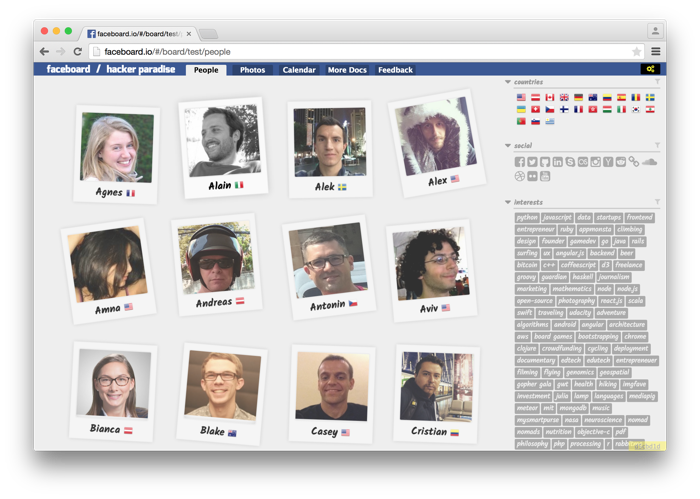 faceboard.io/#/board/test/p
faceboard.io/#/board/test/people
faceboard / hacker paradise
People Photos Calendar More Docs Feedback
countries
Agnes Alain Alek Alex
social
interests
python javascript data startups frontend
entrepreneur ruby appmonsta climbing
design founder gamedev go java rails
surfing ux angular.js backend beer
bitcoin c++ coffeescript d3 freelance
groovy guardian haskell journalism
marketing mathematics node node.js
open-source photography react.js scala
swift traveling udacity adventure
algorithms android angular architecture
aws board games bootstrapping chrome
clojure crowdfunding cycling deployment
documentary edtech edutech entreprenever
filming flying genomics geospatial
gopher gala gwt health hiking imgfave
investment julia lamp languages mediapig
meteor mit mongodb music
mysmartpurse nasa neuroscience nomad
nomads nutrition objective-c pdf
philosophy php processing r
Amna Andreas Antonin Aviv
Bianca Blake Casey Cristian